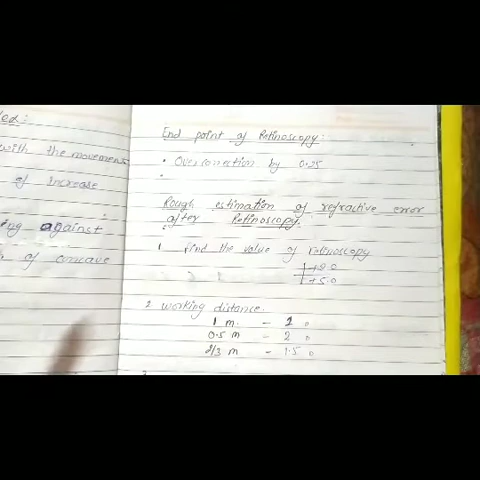 with the movement
of increase
ing against
of concave
End point of Retinoscopy:
• Overcorrection by 0.25
•
Rough estimation of refractive error
after Retinoscopy.
1 Find the value of retinoscopy
+5.0
2 working distance.
1 m. - 1 D
0.5 m - 2 D
2/3 m - 1.5 D